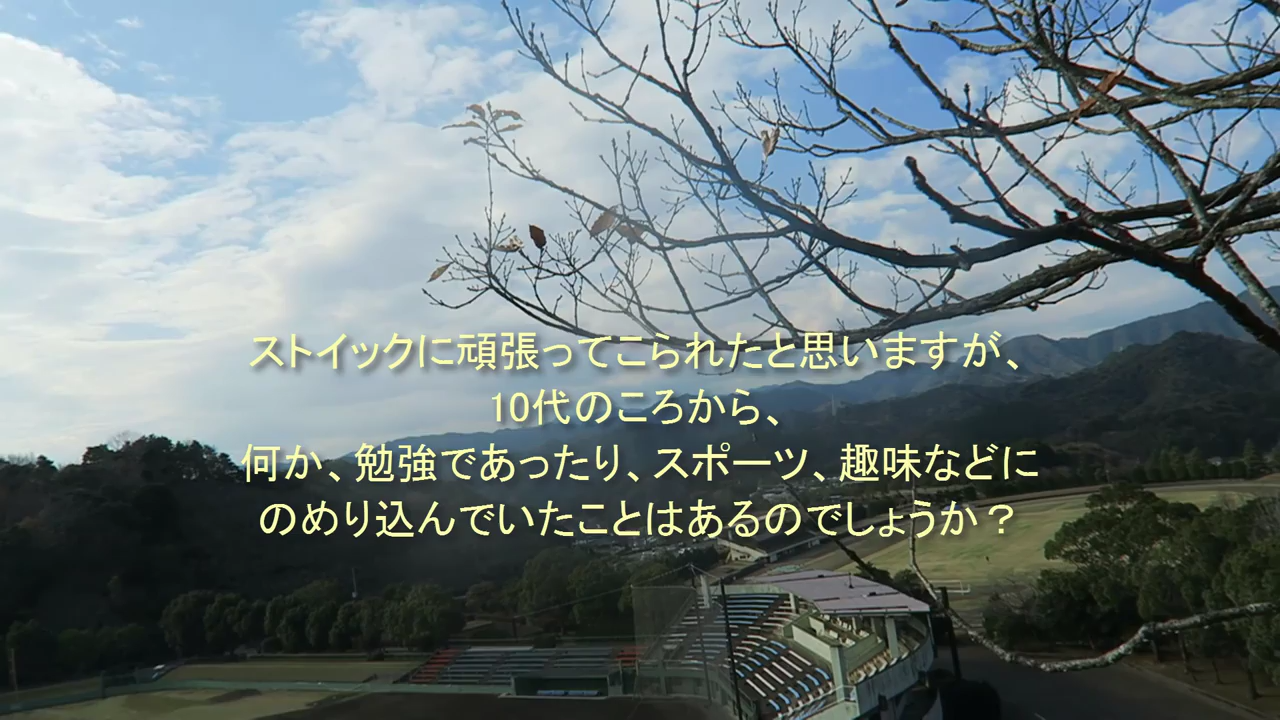 ストイックに頑張ってこられたと思いますが、
10代のころから、
何か、勉強であったり、スポーツ、趣味などに
のめり込んでいたことはあるのでしょうか？